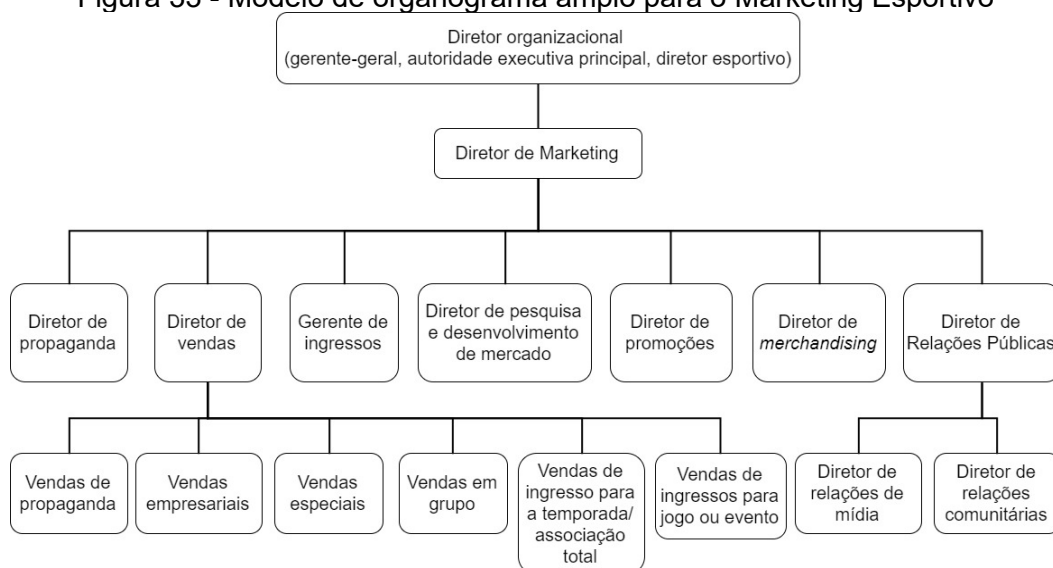 Figura 33 - Modelo de organograma amplo para o Marketing Esportivo
Diretor organizacional
(gerente-geral, autoridade executiva principal, diretor esportivo)
Diretor de Marketing
Diretor de
propaganda
Diretor de
vendas
Gerente de
ingressos
Diretor de pesquisa
e desenvolvimento
de mercado
Diretor de
promoções
Diretor de
merchandising
Diretor de
Relações Públicas
Vendas de
propaganda
Vendas
empresariais
Vendas
especiais
Vendas em
grupo
Vendas de
ingresso para
a temporada/
associação
total
Vendas de
ingressos para
jogo ou evento
Diretor de
relações de
mídia
Diretor de
relações
comunitárias